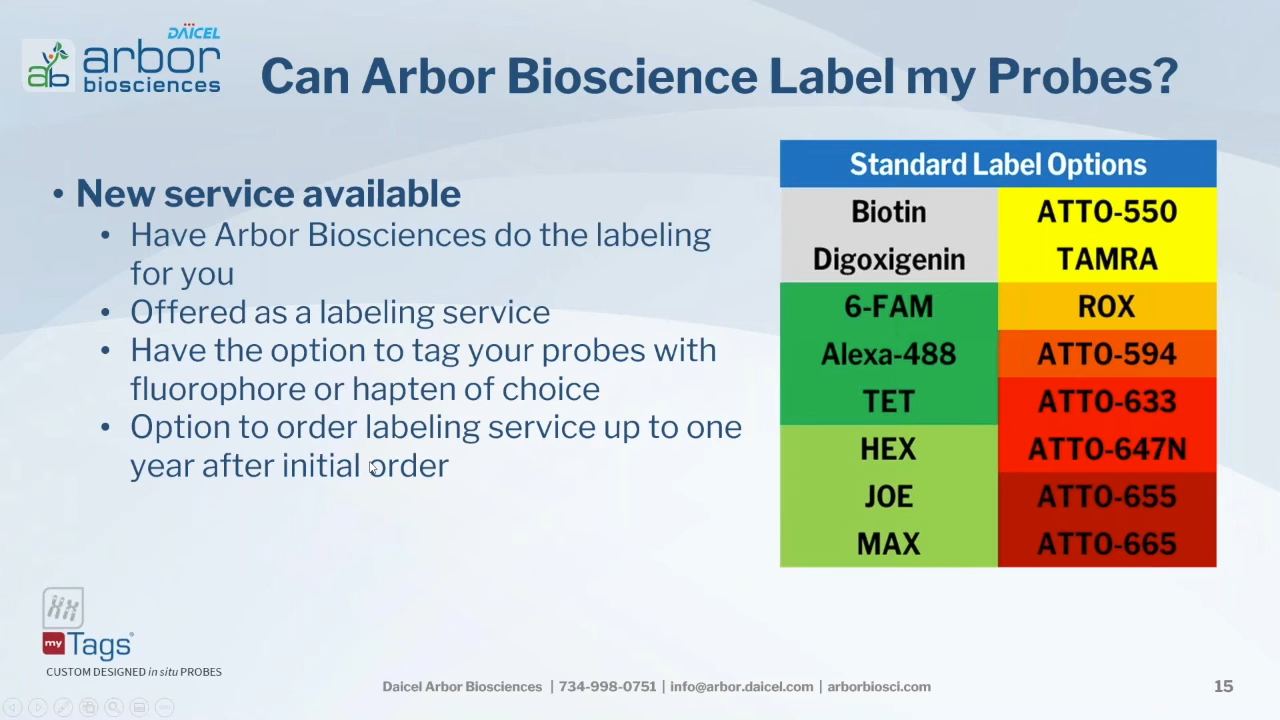 DAÏCEL
arbor
biosciences
ab
Can Arbor Bioscience Label my Probes?
• New service available
• Have Arbor Biosciences do the labeling
for you
• Offered as a labeling service
• Have the option to tag your probes with
fluorophore or hapten of choice
• Option to order labeling service up to one
year after initial order
Standard Label Options
Biotin ATTO-550
Digoxigenin TAMRA
6-FAM ROX
Alexa-488 ATTO-594
TET ATTO-633
HEX ATTO-647N
JOE ATTO-655
MAX ATTO-665
my Tags®
CUSTOM DESIGNED in situ PROBES
Daicel Arbor Biosciences | 734-998-0751 | info@arbor.daicel.com | arborbiosci.com
15